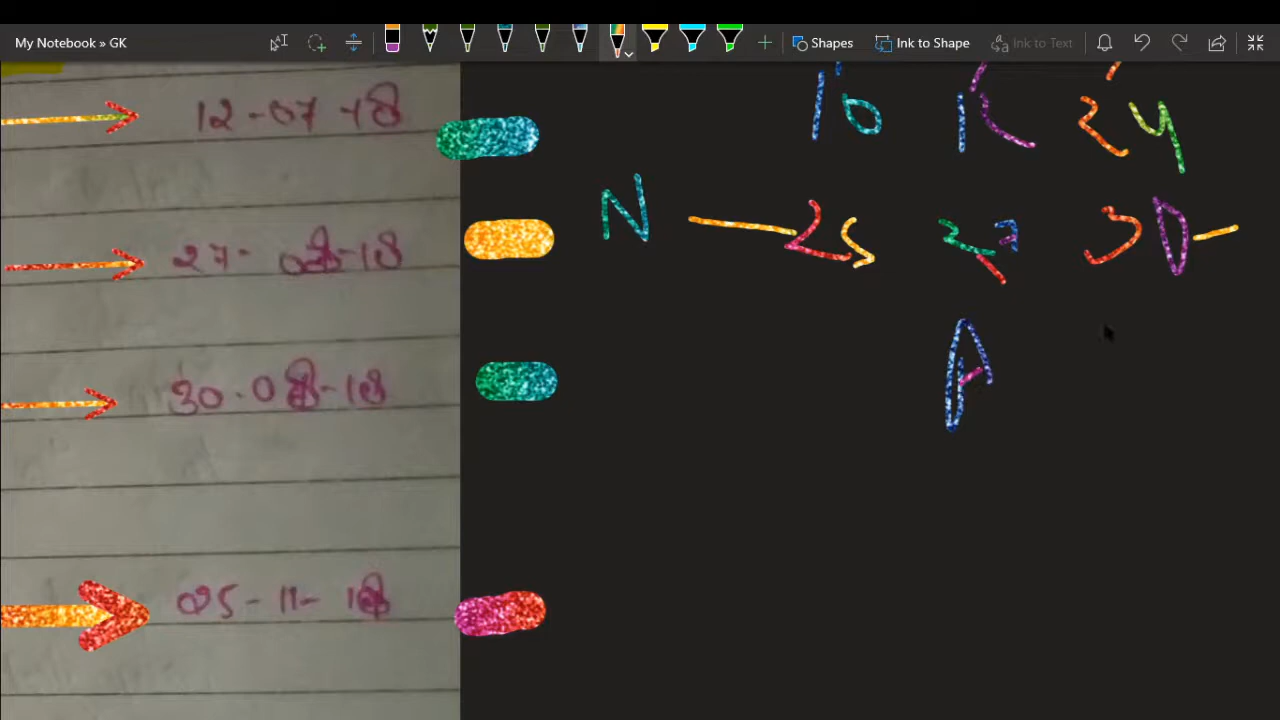 My Notebook » GK
Shapes
Ink to Shape
Ink to Text
12-07-18
16 15 24
27-08-18
N — 25 27 30 —
30-08-18
A
05-11-18